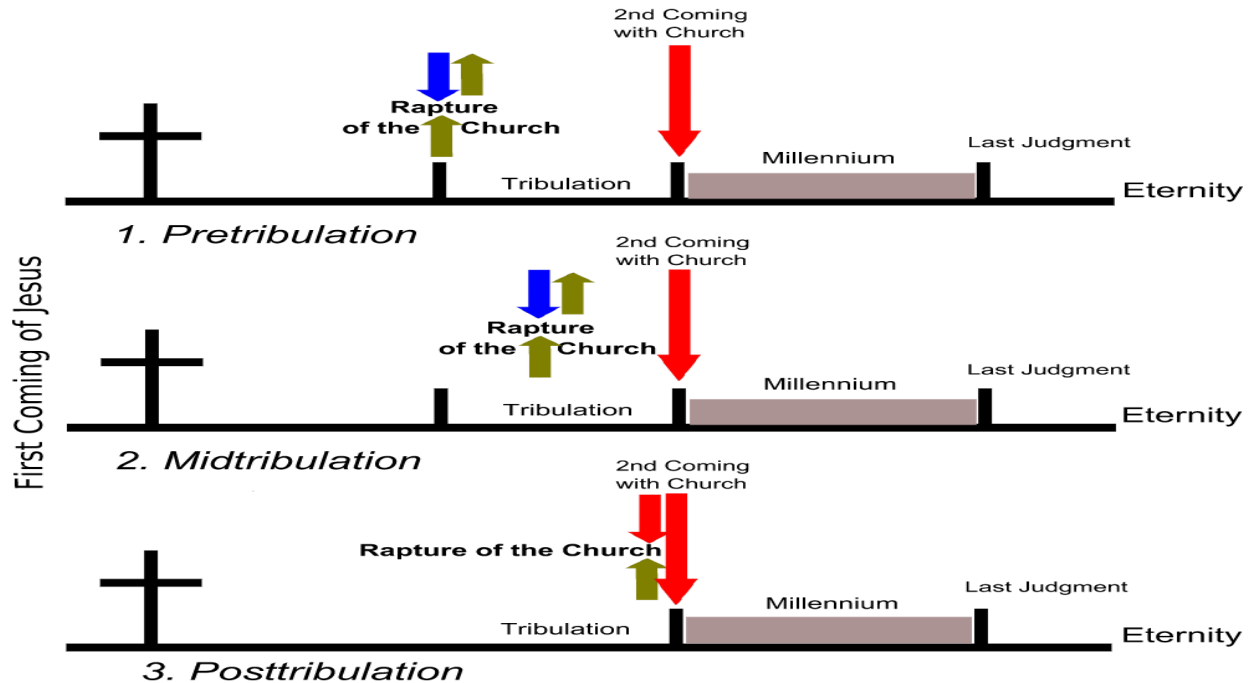 First Coming of Jesus
2nd Coming
with Church
Rapture
of the Church
Tribulation
Millennium
Last Judgment
Eternity
1. Pretribulation
2nd Coming
with Church
Rapture
of the Church
Tribulation
Millennium
Last Judgment
Eternity
2. Midtribulation
2nd Coming
with Church
Rapture of the Church
Tribulation
Millennium
Last Judgment
Eternity
3. Posttribulation